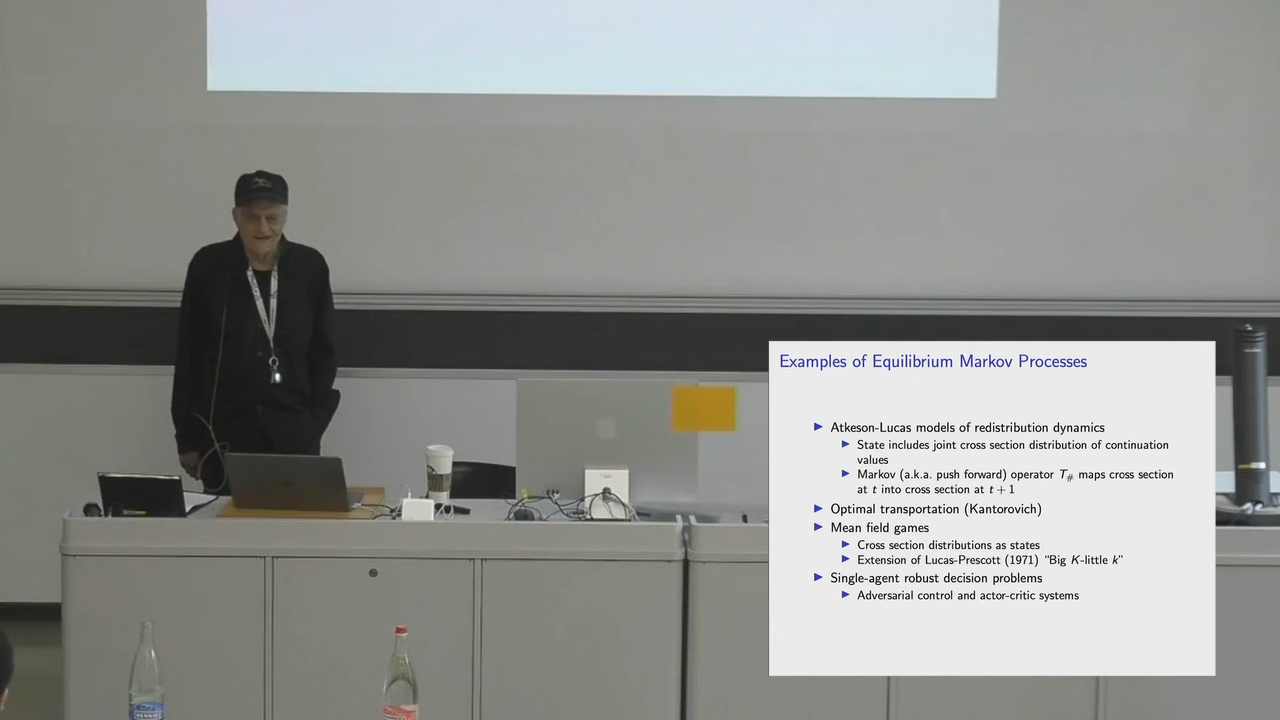 Examples of Equilibrium Markov Processes
Atkeson-Lucas models of redistribution dynamics
State includes joint cross section distribution of continuation
values
Markov (a.k.a. push forward) operator T# maps cross section
at t into cross section at t + 1
Optimal transportation (Kantorovich)
Mean field games
Cross section distributions as states
Extension of Lucas-Prescott (1971) “Big K-little k”
Single-agent robust decision problems
Adversarial control and actor-critic systems